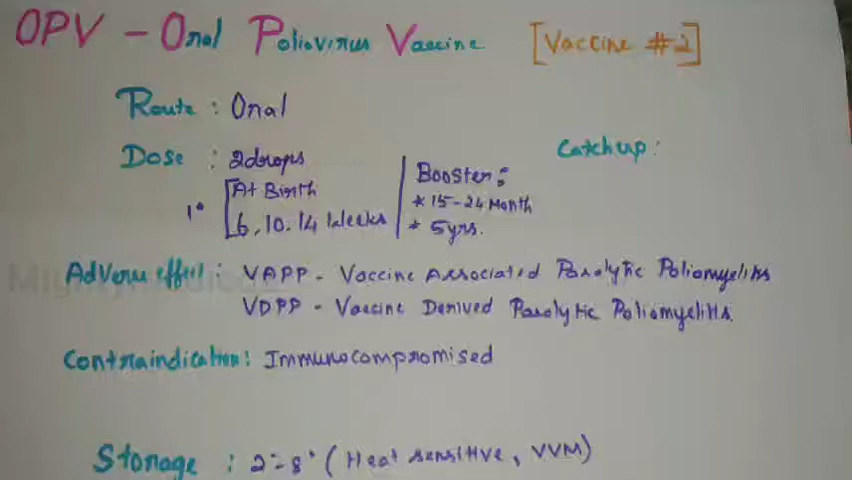 OPV - Oral Poliovirus Vaccine [Vaccine #2]
Route : Oral
Dose : 2drops
1° At Birth
6, 10. 14 Weeks
Booster :
* 15-24 Month
* 5yrs.
Catchup :
Adverse effect : VAPP - Vaccine Associated Paralytic Poliomyelitis
VDPP - Vaccine Derived Paralytic Poliomyelitis.
Contraindication : Immunocompromised
Storage : 2-8° (Heat sensitive, VVM)